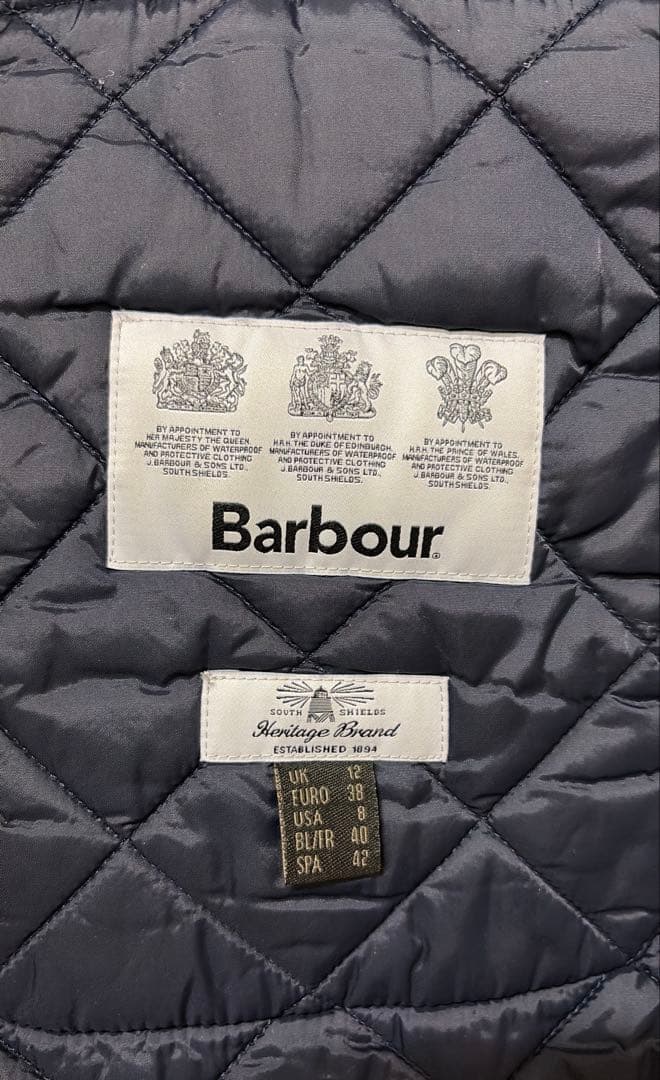 BY APPOINTMENT TO
HER MAJESTY THE QUEEN.
MANUFACTURERS OF WATERPROOF
AND PROTECTIVE CLOTHING
J.BARBOUR & SONS LTD.,
SOUTH SHIELDS.
BY APPOINTMENT TO
H.R.H. THE DUKE OF EDINBURGH.
MANUFACTURERS OF WATERPROOF
AND PROTECTIVE CLOTHING
J.BARBOUR & SONS LTD.,
SOUTH SHIELDS.
BY APPOINTMENT TO
H.R.H. THE PRINCE OF WALES.
MANUFACTURERS OF WATERPROOF
AND PROTECTIVE CLOTHING
J.BARBOUR & SONS LTD.,
SOUTH SHIELDS.
Barbour
SOUTH SHIELDS
Heritage Brand
ESTABLISHED 1894
UK 12
EURO 38
USA 8
BL/FR 40
SPA 42